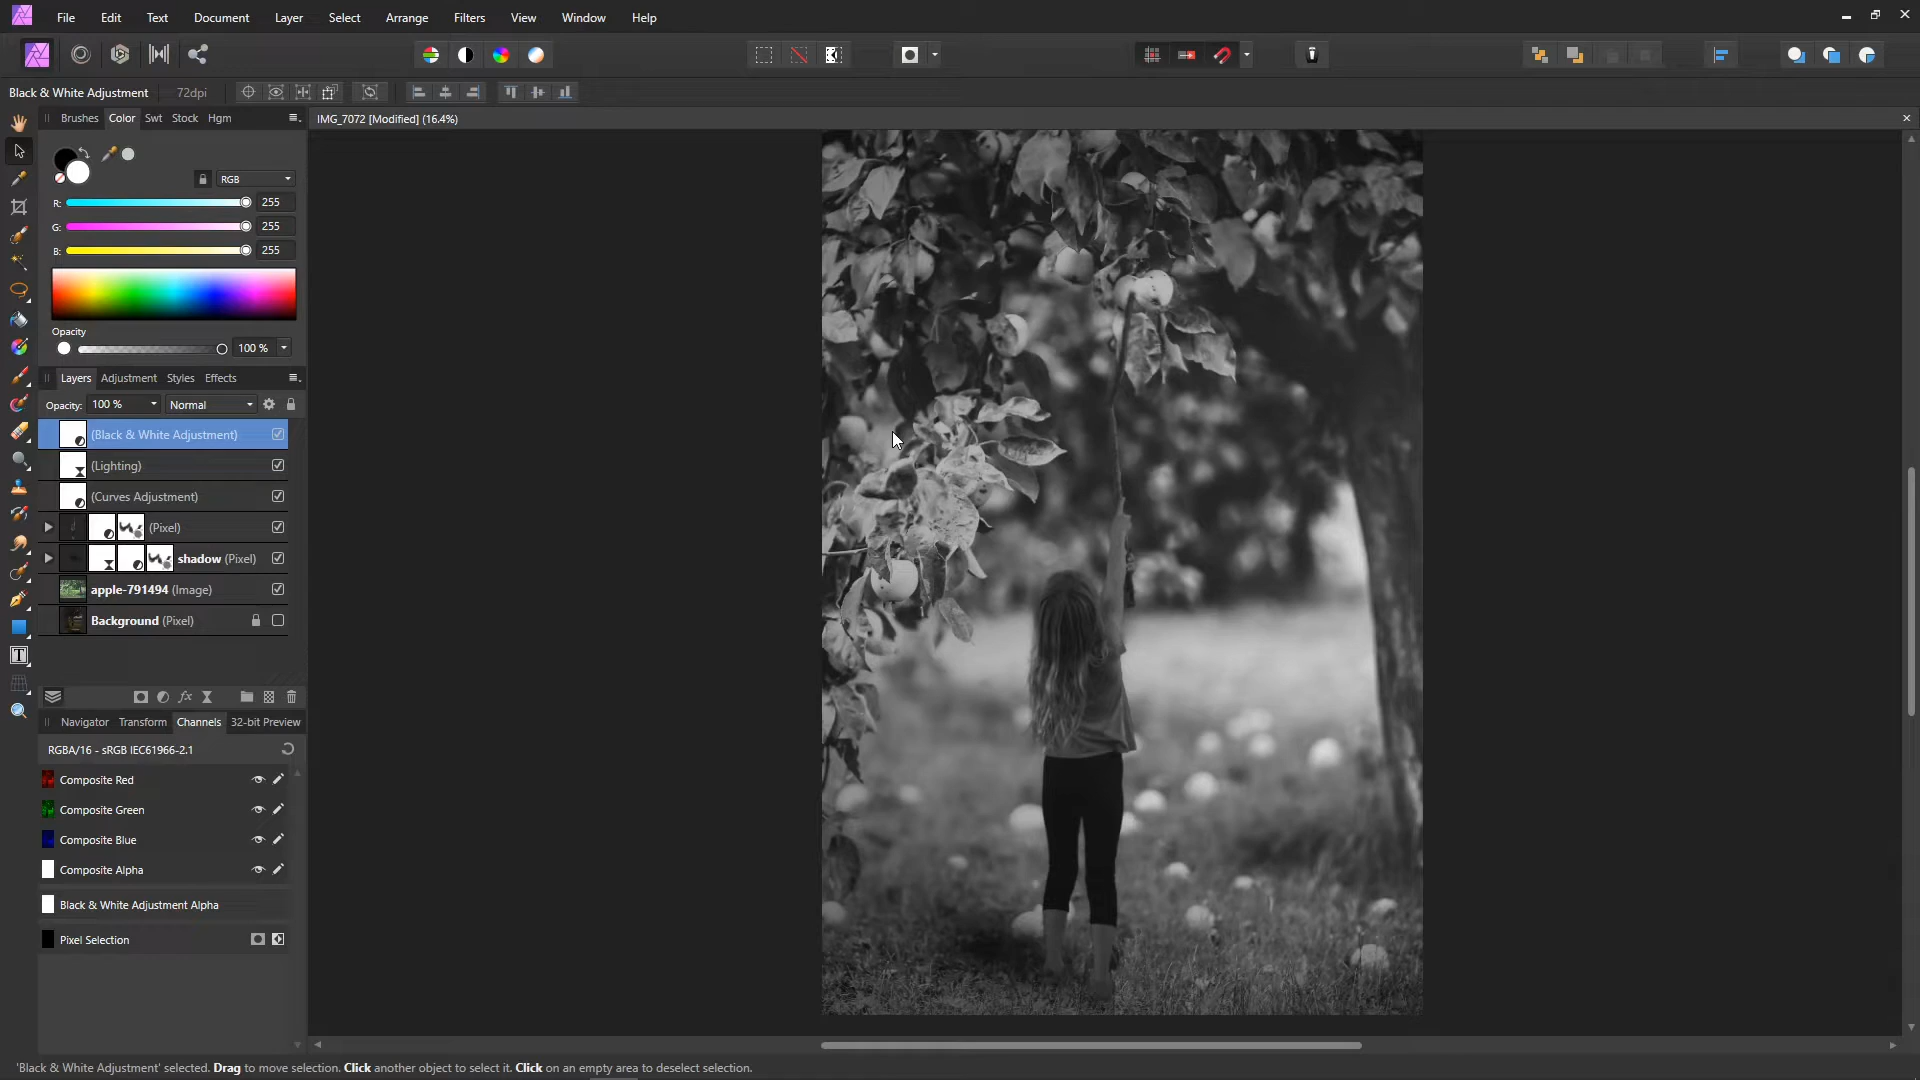 File Edit Text Document Layer Select Arrange Filters View Window Help
Black & White Adjustment 72dpi
Brushes Color Swt Stock Hgm
IMG_7072 [Modified] (16.4%)
RGB
R: 255
G: 255
B: 255
Opacity
100 %
Layers Adjustment Styles Effects
Opacity: 100 % Normal
(Black & White Adjustment)
(Lighting)
(Curves Adjustment)
(Pixel)
shadow (Pixel)
apple-791494 (Image)
Background (Pixel)
fx
Navigator Transform Channels 32-bit Preview
RGBA/16 - sRGB IEC61966-2.1
Composite Red
Composite Green
Composite Blue
Composite Alpha
Black & White Adjustment Alpha
Pixel Selection
'Black & White Adjustment' selected. Drag to move selection. Click another object to select it. Click on an empty area to deselect selection.